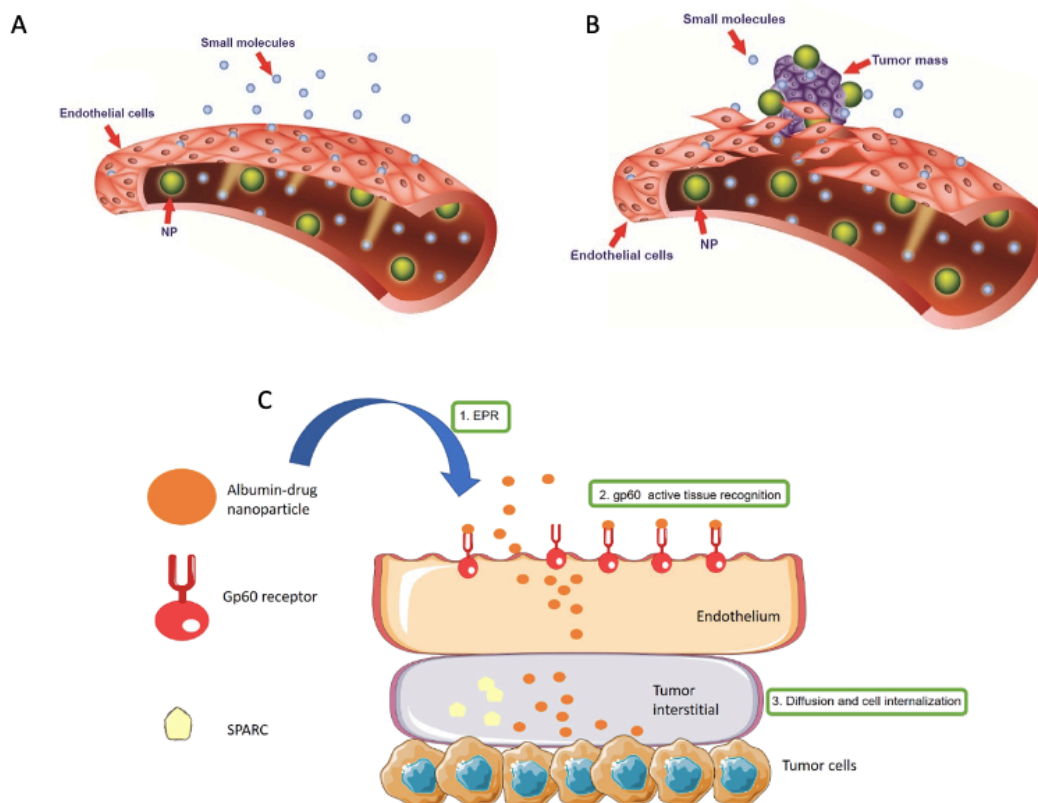 A
Small molecules
Endothelial cells
NP
B
Small molecules
Tumor mass
NP
Endothelial cells
C
1. EPR
Albumin-drug
nanoparticle
2. gp60 active tissue recognition
Gp60 receptor
Endothelium
Tumor
interstitial
3. Diffusion and cell internalization
SPARC
Tumor cells